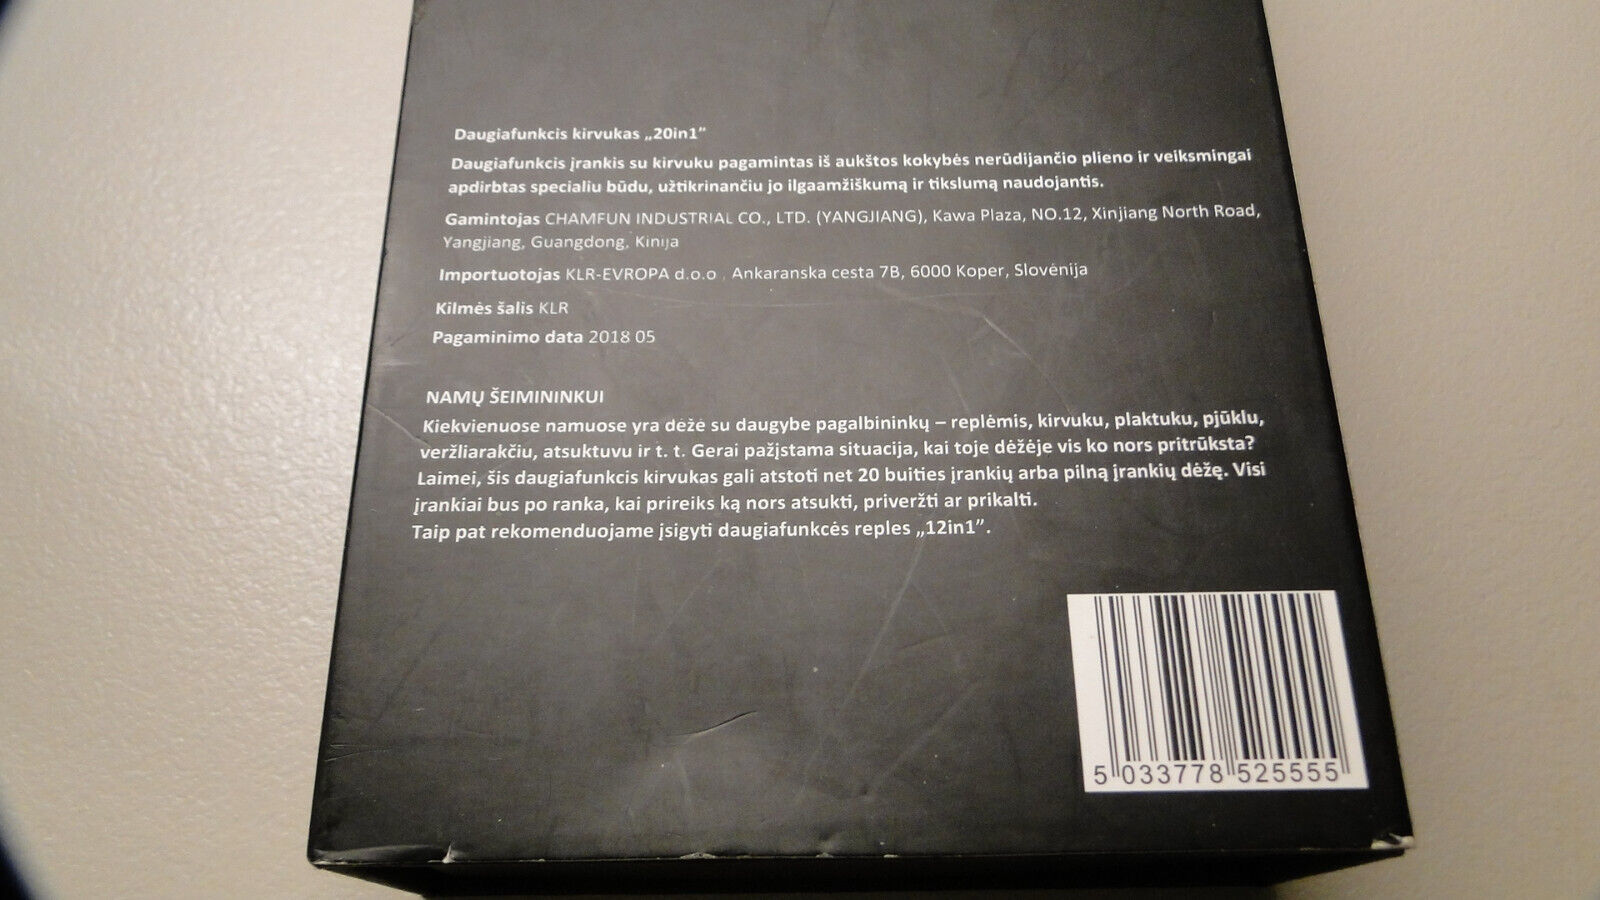 Daugiafunkcis kirvukas „20in1”
Daugiafunkcis įrankis su kirvuku pagamintas iš aukštos kokybės nerūdijančio plieno ir veiksmingai
apdirbtas specialiu būdu, užtikrinančiu jo ilgaamžiškumą ir tikslumą naudojantis.
Gamintojas CHAMFUN INDUSTRIAL CO., LTD. (YANGJIANG), Kawa Plaza, NO.12, Xinjiang North Road,
Yangjiang, Guangdong, Kinija
Importuotojas KLR-EVROPA d.o.o , Ankaranska cesta 7B, 6000 Koper, Slovėnija
Kilmės šalis KLR
Pagaminimo data 2018 05
NAMŲ ŠEIMININKUI
Kiekvienuose namuose yra dėžė su daugybe pagalbininkų – replėmis, kirvuku, plaktuku, pjūklu,
veržliarakčiu, atsuktuvu ir t. t. Gerai pažįstama situacija, kai toje dėžėje vis ko nors pritrūksta?
Laimei, šis daugiafunkcis kirvukas gali atstoti net 20 buities įrankių arba pilną įrankių dėžę. Visi
įrankiai bus po ranka, kai prireiks ką nors atsukti, priveržti ar prikalti.
Taip pat rekomenduojame įsigyti daugiafunkcės reples „12in1”.
5 033778 525555